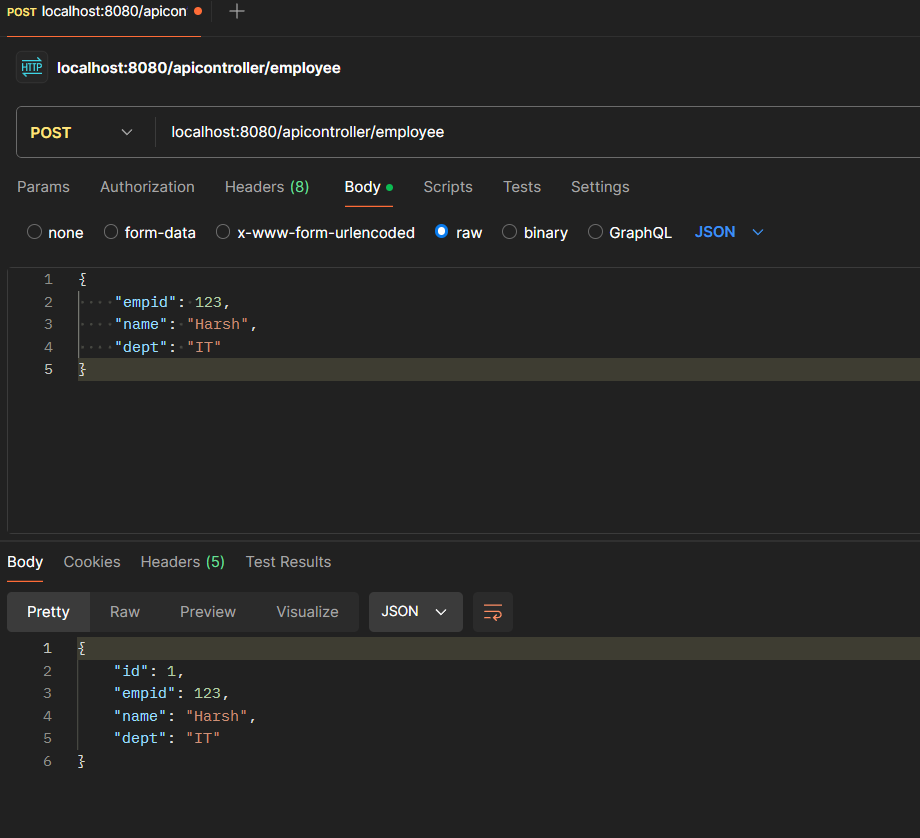 POST localhost:8080/apicon
HTTP localhost:8080/apicontroller/employee
POST localhost:8080/apicontroller/employee
Params Authorization Headers (8) Body Scripts Tests Settings
none form-data x-www-form-urlencoded raw binary GraphQL JSON
1 {
2 "empid": 123,
3 "name": "Harsh",
4 "dept": "IT"
5 }
Body Cookies Headers (5) Test Results
Pretty Raw Preview Visualize JSON
1 {
2 "id": 1,
3 "empid": 123,
4 "name": "Harsh",
5 "dept": "IT"
6 }